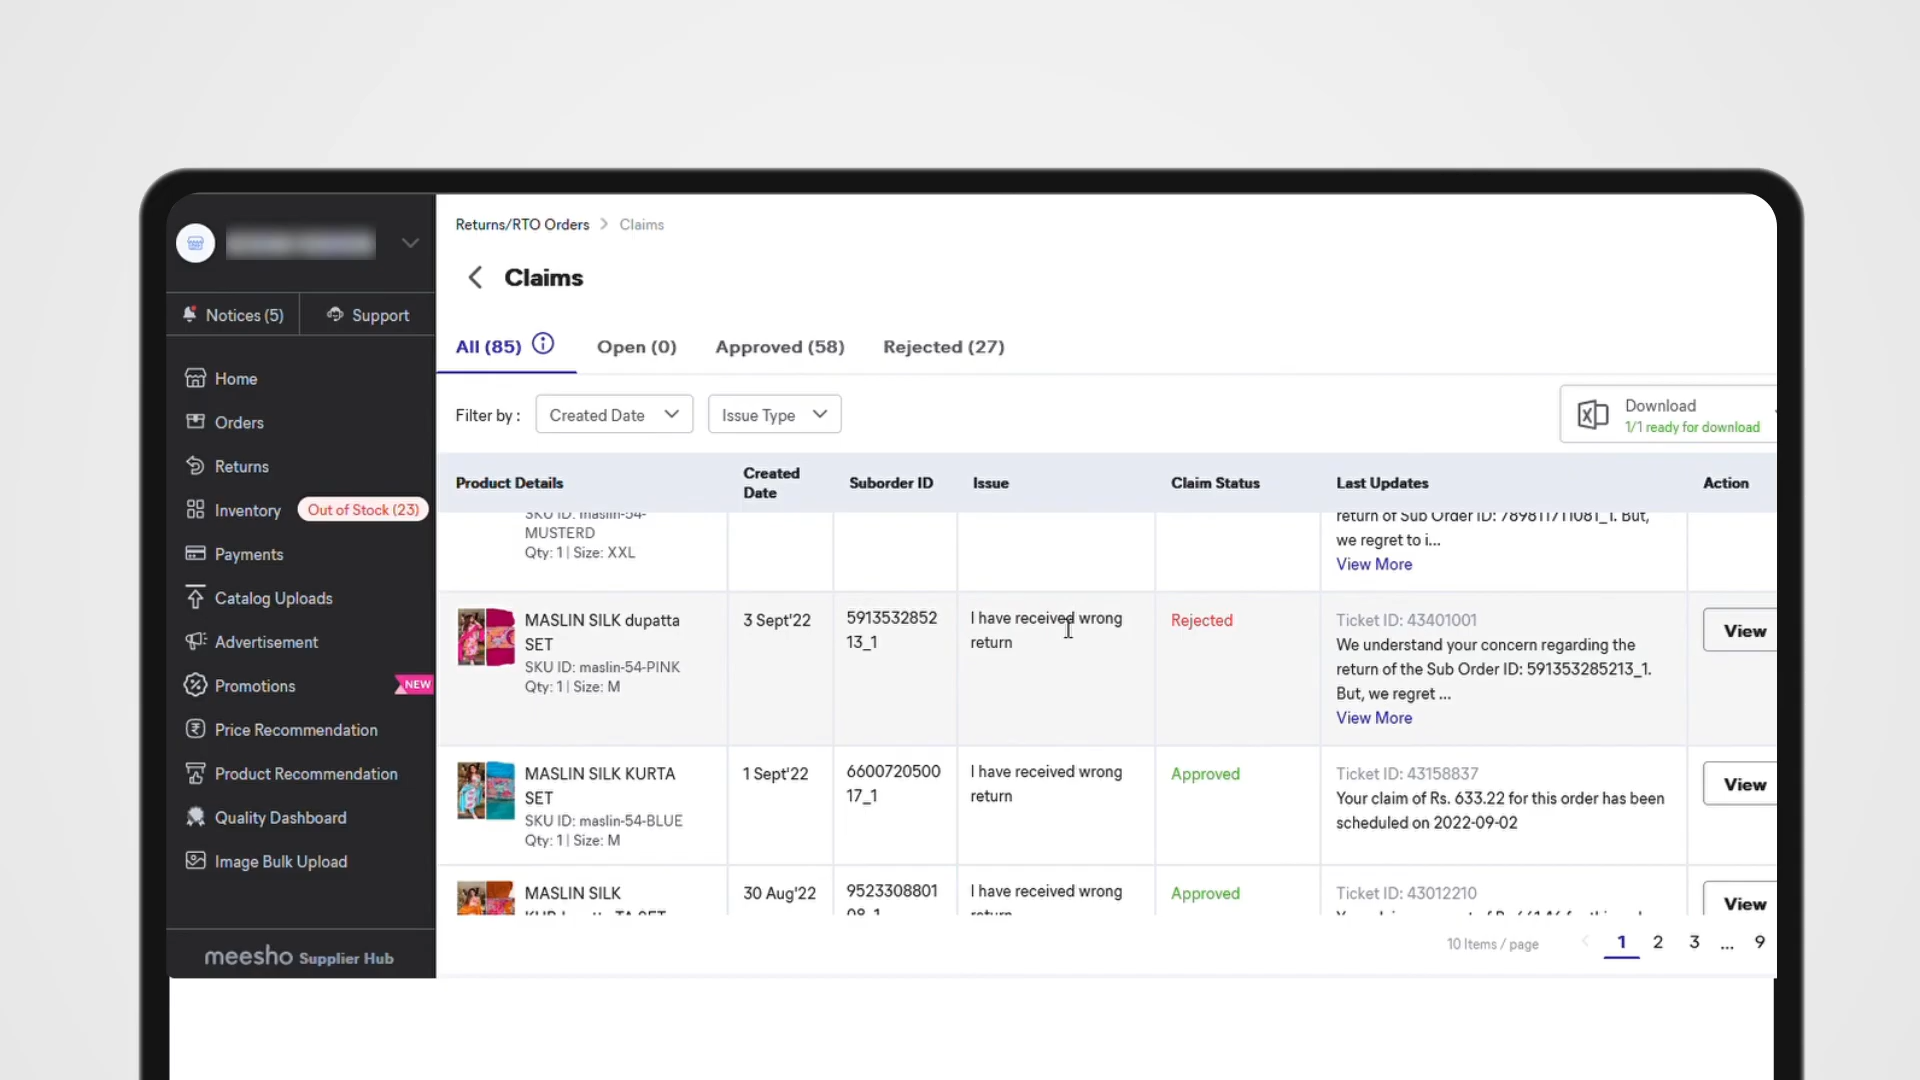 Returns/RTO Orders > Claims
Claims
Notices (5)
Support
All (85)
Open (0)
Approved (58)
Rejected (27)
Home
Orders
Returns
Inventory
Out of Stock (23)
Payments
Catalog Uploads
Advertisement
Promotions
NEW
Price Recommendation
Product Recommendation
Quality Dashboard
Image Bulk Upload
meesho Supplier Hub
Filter by :
Created Date
Issue Type
Download
1/1 ready for download
Product Details
Created
Date
Suborder ID
Issue
Claim Status
Last Updates
Action
SKU ID: maslin-54-
MUSTERD
Qty: 1 | Size: XXL
return of Sub Order ID: 789811711081_1. But,
we regret to i...
View More
MASLIN SILK dupatta
SET
SKU ID: maslin-54-PINK
Qty: 1 | Size: M
3 Sept'22
5913532852
13_1
I have received wrong
return
Rejected
Ticket ID: 43401001
We understand your concern regarding the
return of the Sub Order ID: 591353285213_1.
But, we regret ...
View More
View
MASLIN SILK KURTA
SET
SKU ID: maslin-54-BLUE
Qty: 1 | Size: M
1 Sept'22
6600720500
17_1
I have received wrong
return
Approved
Ticket ID: 43158837
Your claim of Rs. 633.22 for this order has been
scheduled on 2022-09-02
View
MASLIN SILK
30 Aug'22
9523308801
I have received wrong
return
Approved
Ticket ID: 43012210
View
10 Items / page
1 2 3 ... 9